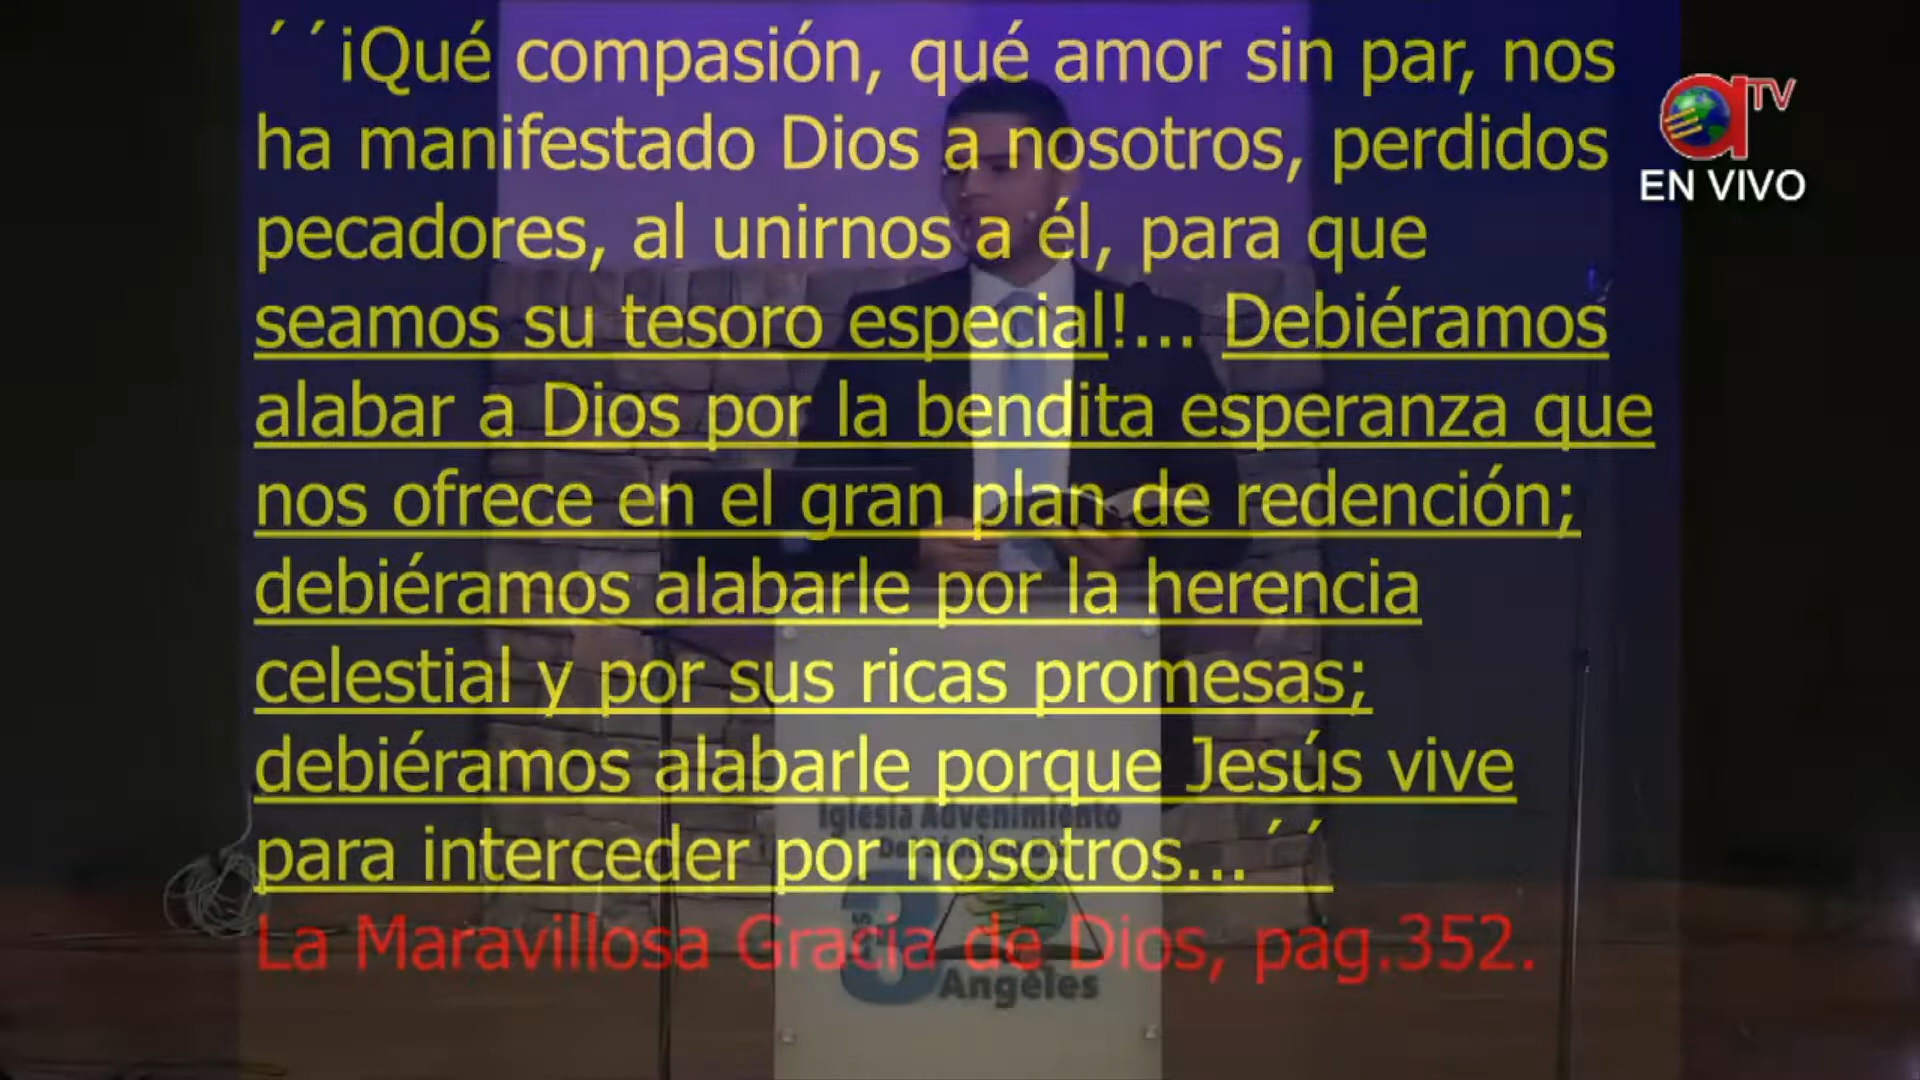 ´´¡Qué compasión, qué amor sin par, nos
ha manifestado Dios a nosotros, perdidos
pecadores, al unirnos a él, para que
seamos su tesoro especial!... Debiéramos
alabar a Dios por la bendita esperanza que
nos ofrece en el gran plan de redención;
debiéramos alabarle por la herencia
celestial y por sus ricas promesas;
debiéramos alabarle porque Jesús vive
para interceder por nosotros...´´
La Maravillosa Gracia de Dios, pag.352.
aTV
EN VIVO
Iglesia Advenimiento
3
Angeles